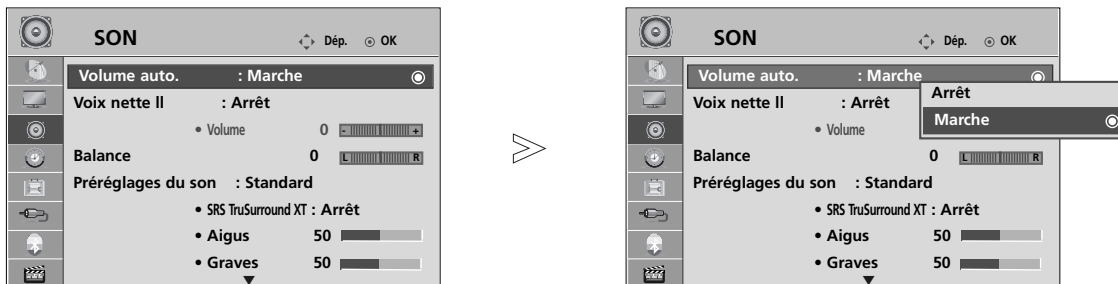 SON Dép. OK
Volume auto. : Marche
Voix nette ll : Arrêt
• Volume 0 - +
Balance 0 L R
Préréglages du son : Standard
• SRS TruSurround XT : Arrêt
• Aigus 50
• Graves 50
SON Dép. OK
Volume auto. : Marche
Arrêt
Marche
Voix nette ll : Arrêt
• Volume
Balance 0 L R
Préréglages du son : Standard
• SRS TruSurround XT : Arrêt
• Aigus 50
• Graves 50